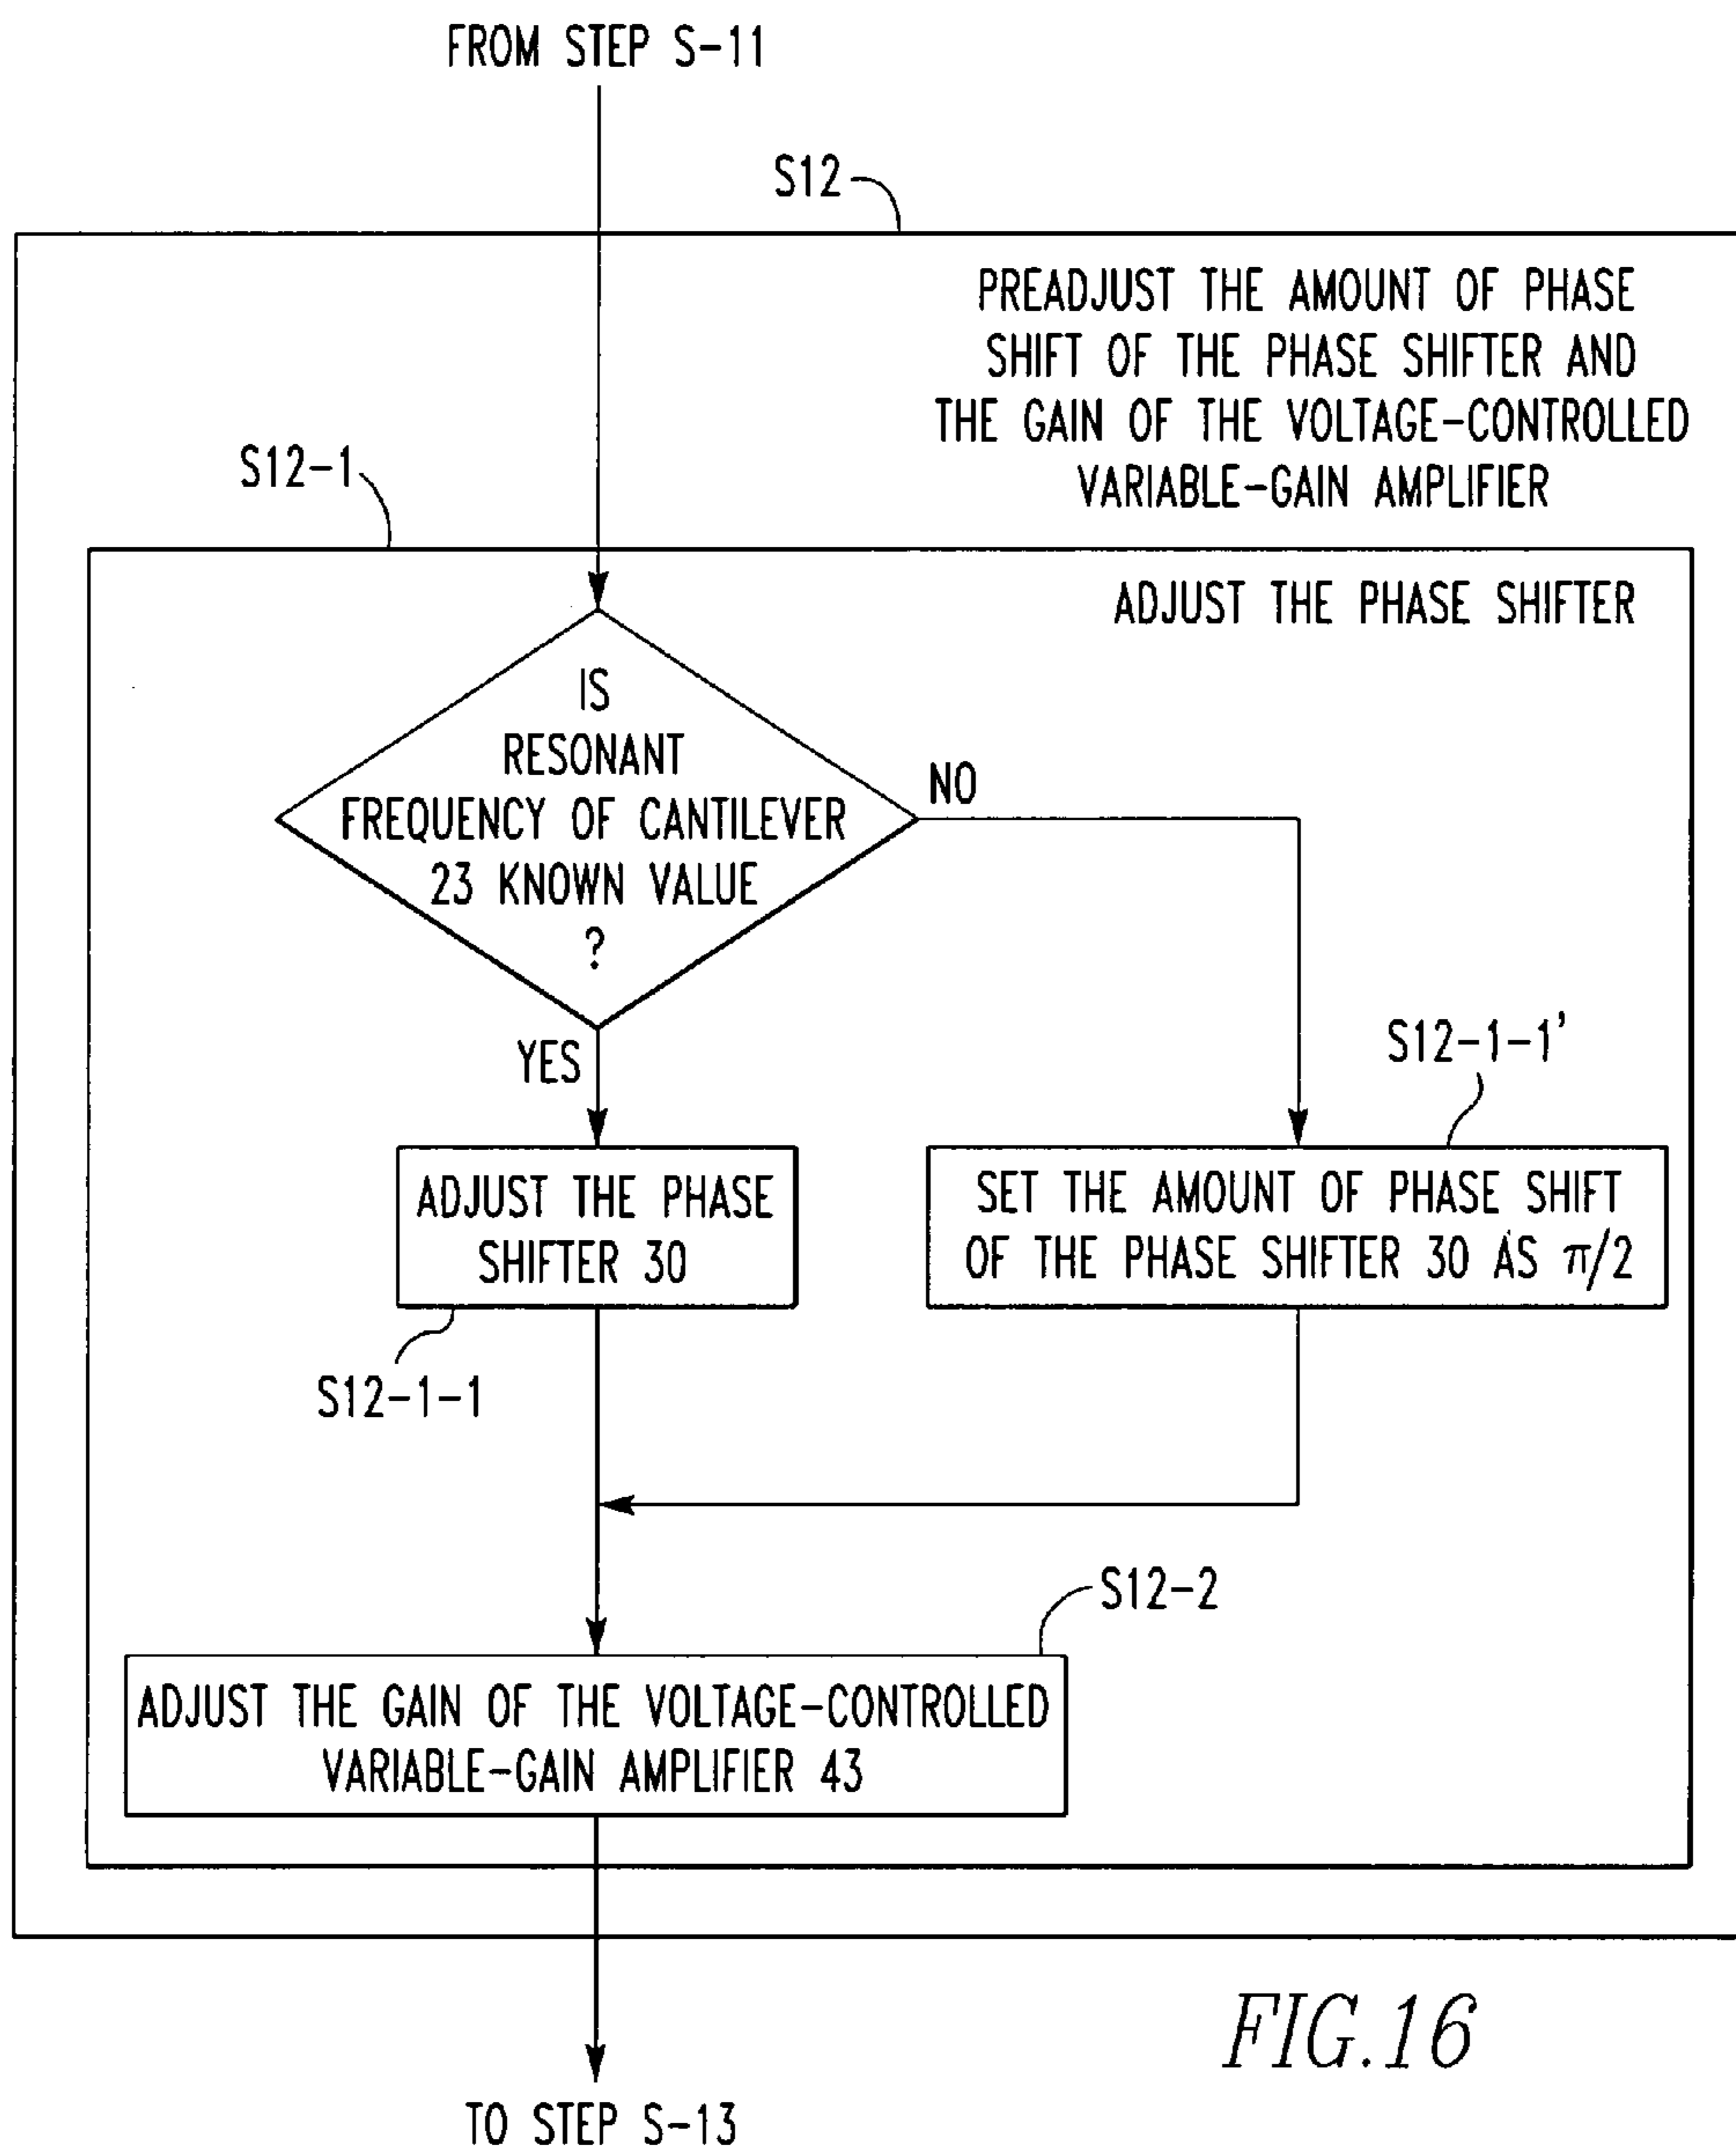 FROM STEP S-11
S12
PREADJUST THE AMOUNT OF PHASE
SHIFT OF THE PHASE SHIFTER AND
THE GAIN OF THE VOLTAGE-CONTROLLED
VARIABLE-GAIN AMPLIFIER
S12-1
ADJUST THE PHASE SHIFTER
IS
RESONANT
FREQUENCY OF CANTILEVER
23 KNOWN VALUE
?
NO
YES
S12-1-1'
ADJUST THE PHASE
SHIFTER 30
SET THE AMOUNT OF PHASE SHIFT
OF THE PHASE SHIFTER 30 AS π/2
S12-1-1
S12-2
ADJUST THE GAIN OF THE VOLTAGE-CONTROLLED
VARIABLE-GAIN AMPLIFIER 43
TO STEP S-13
FIG.16